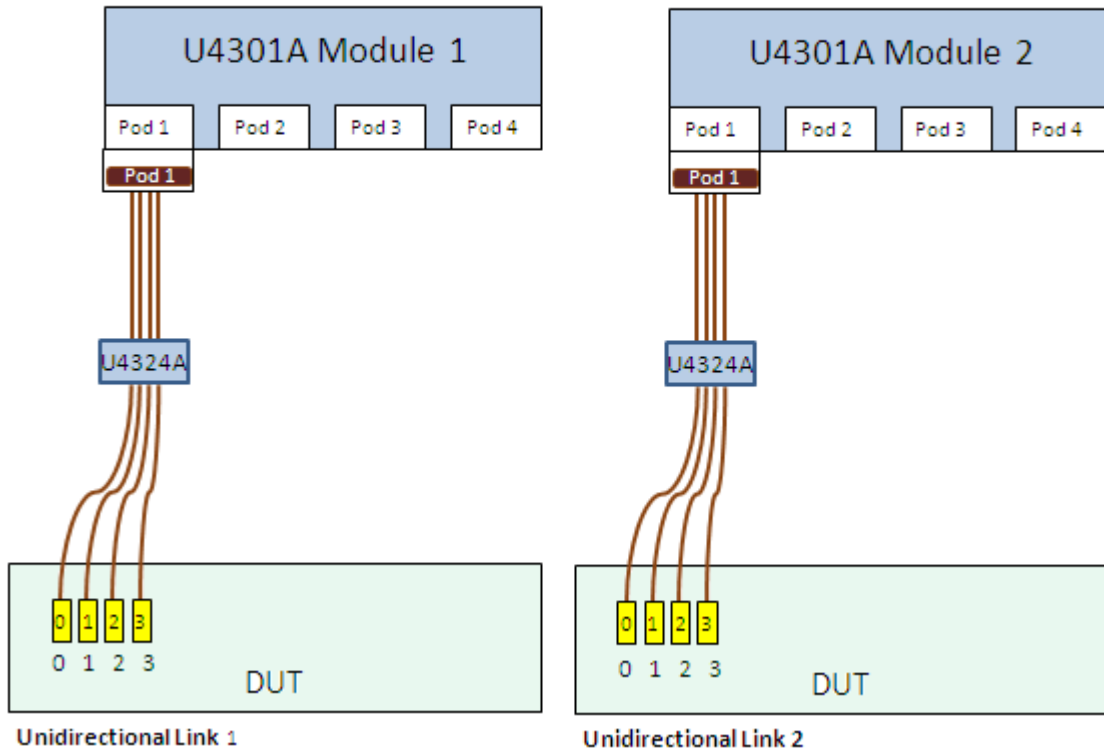 U4301A Module 1
Pod 1 Pod 2 Pod 3 Pod 4
Pod 1
U4324A
0 1 2 3
0 1 2 3
DUT
Unidirectional Link 1
U4301A Module 2
Pod 1 Pod 2 Pod 3 Pod 4
Pod 1
U4324A
0 1 2 3
0 1 2 3
DUT
Unidirectional Link 2